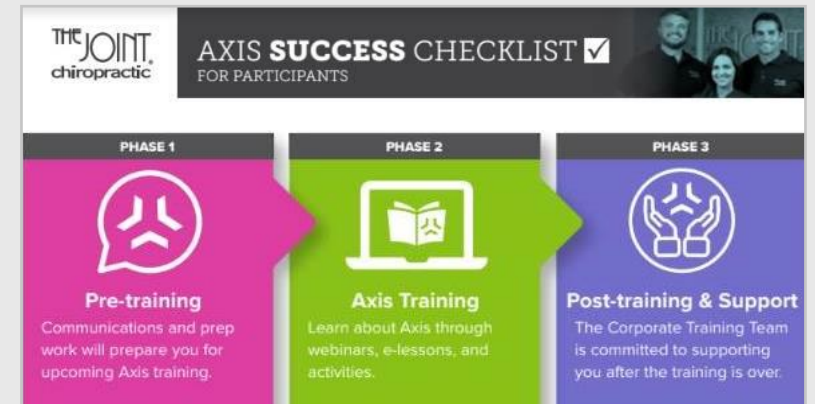 THE JOINT®
chiropractic
AXIS SUCCESS CHECKLIST
FOR PARTICIPANTS
PHASE 1
Pre-training
Communications and prep
work will prepare you for
upcoming Axis training.
PHASE 2
Axis Training
Learn about Axis through
webinars, e-lessons, and
activities.
PHASE 3
Post-training & Support
The Corporate Training Team
is committed to supporting
you after the training is over.